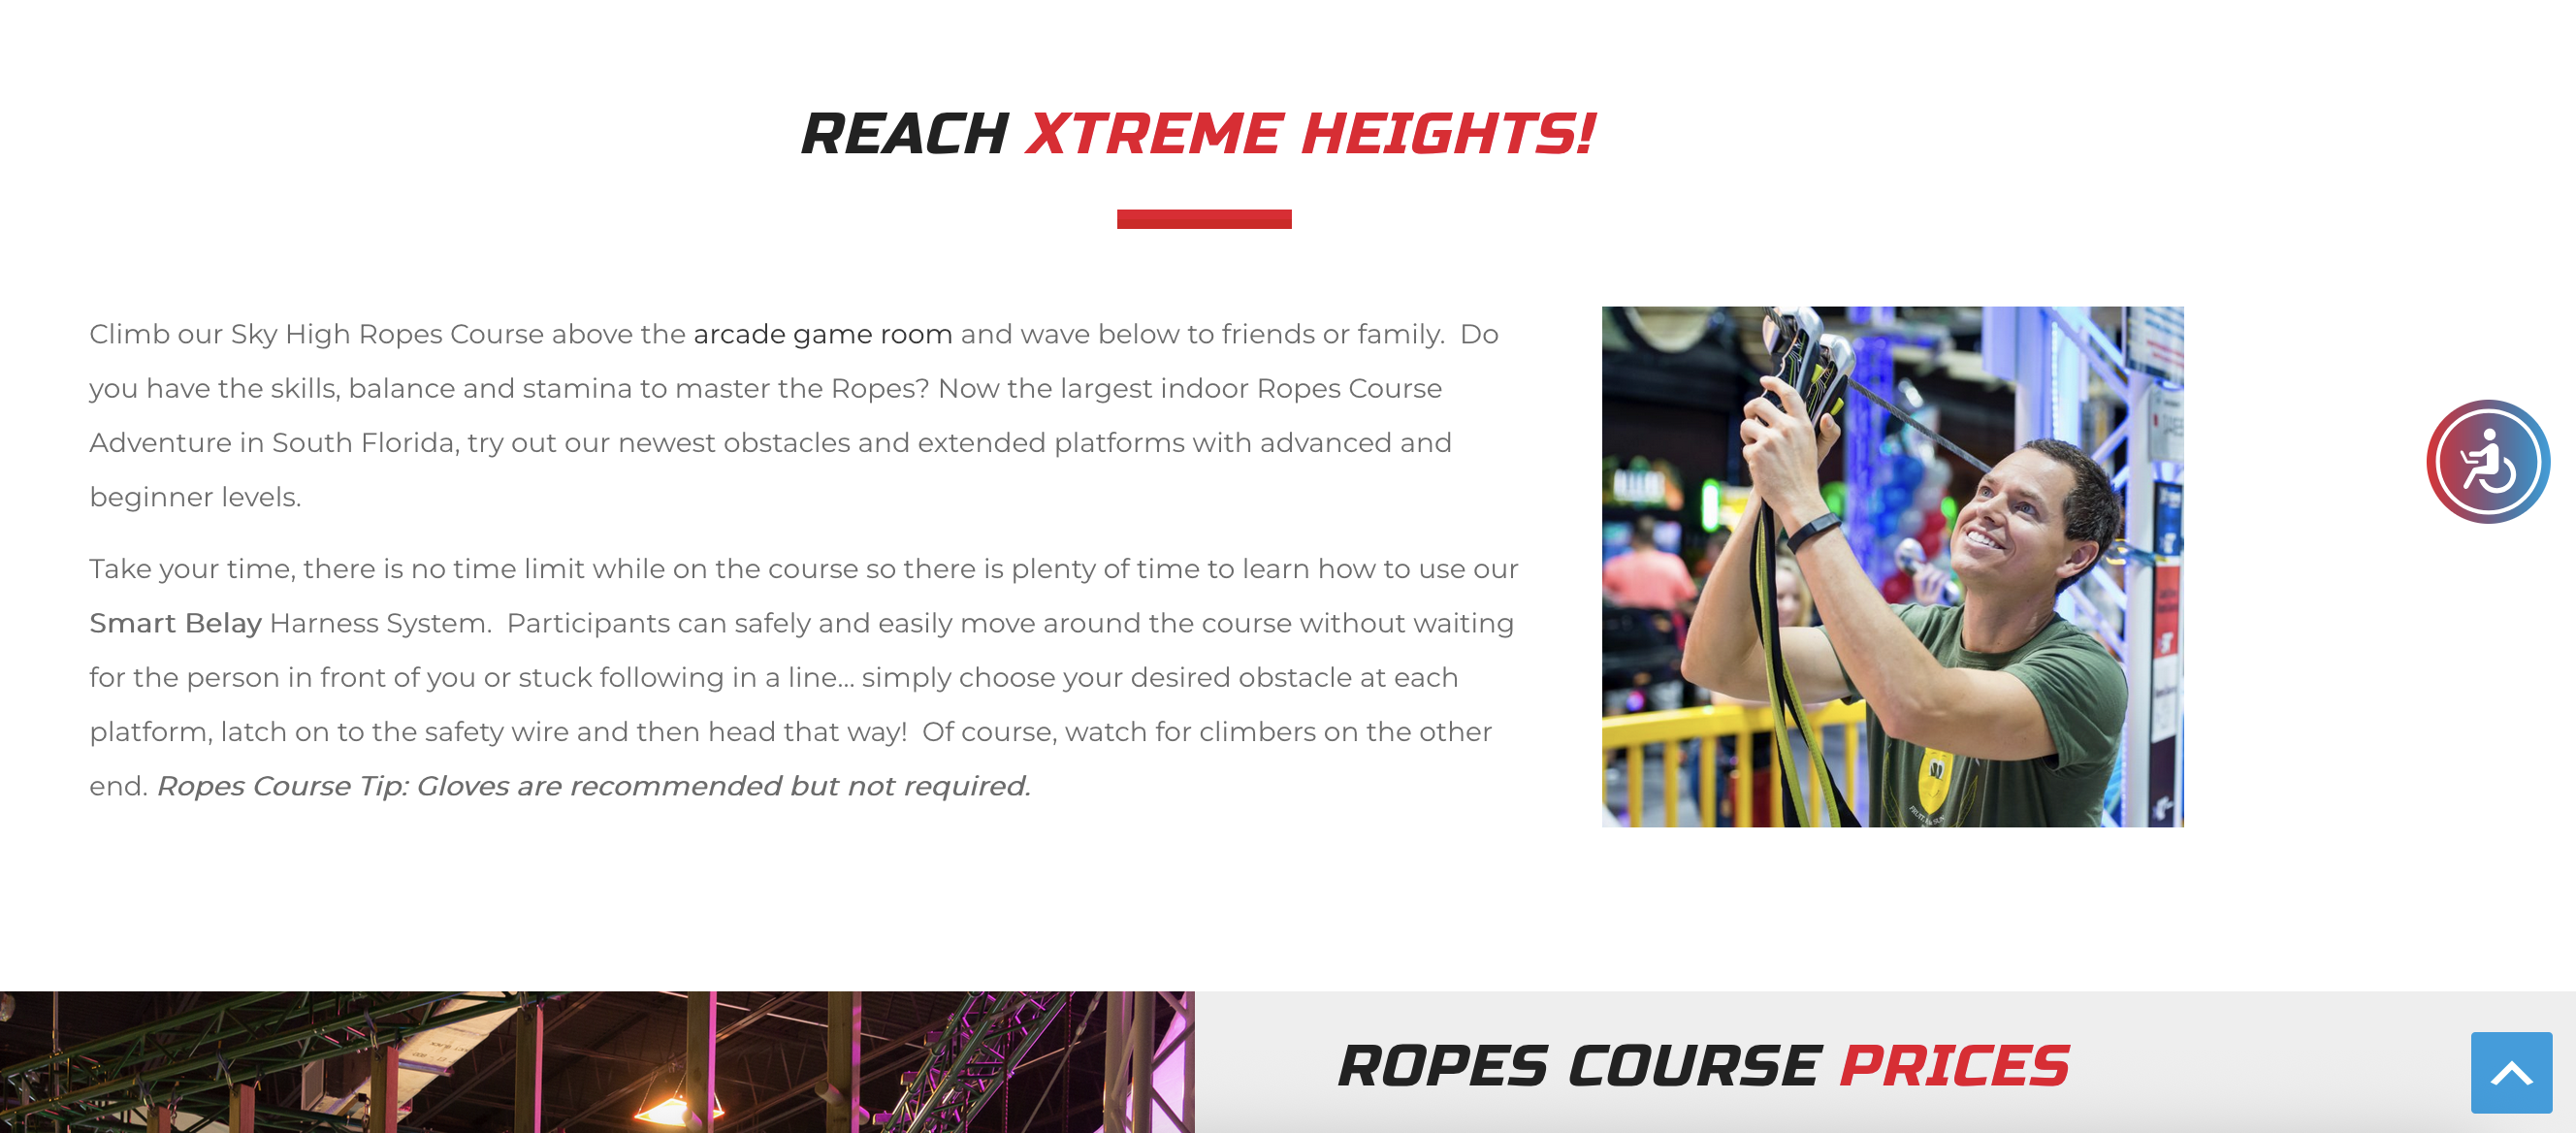 REACH XTREME HEIGHTS!
Climb our Sky High Ropes Course above the arcade game room and wave below to friends or family.  Do
you have the skills, balance and stamina to master the Ropes? Now the largest indoor Ropes Course
Adventure in South Florida, try out our newest obstacles and extended platforms with advanced and
beginner levels.
Take your time, there is no time limit while on the course so there is plenty of time to learn how to use our
Smart Belay Harness System.  Participants can safely and easily move around the course without waiting
for the person in front of you or stuck following in a line... simply choose your desired obstacle at each
platform, latch on to the safety wire and then head that way!  Of course, watch for climbers on the other
end. Ropes Course Tip: Gloves are recommended but not required.
ROPES COURSE PRICES